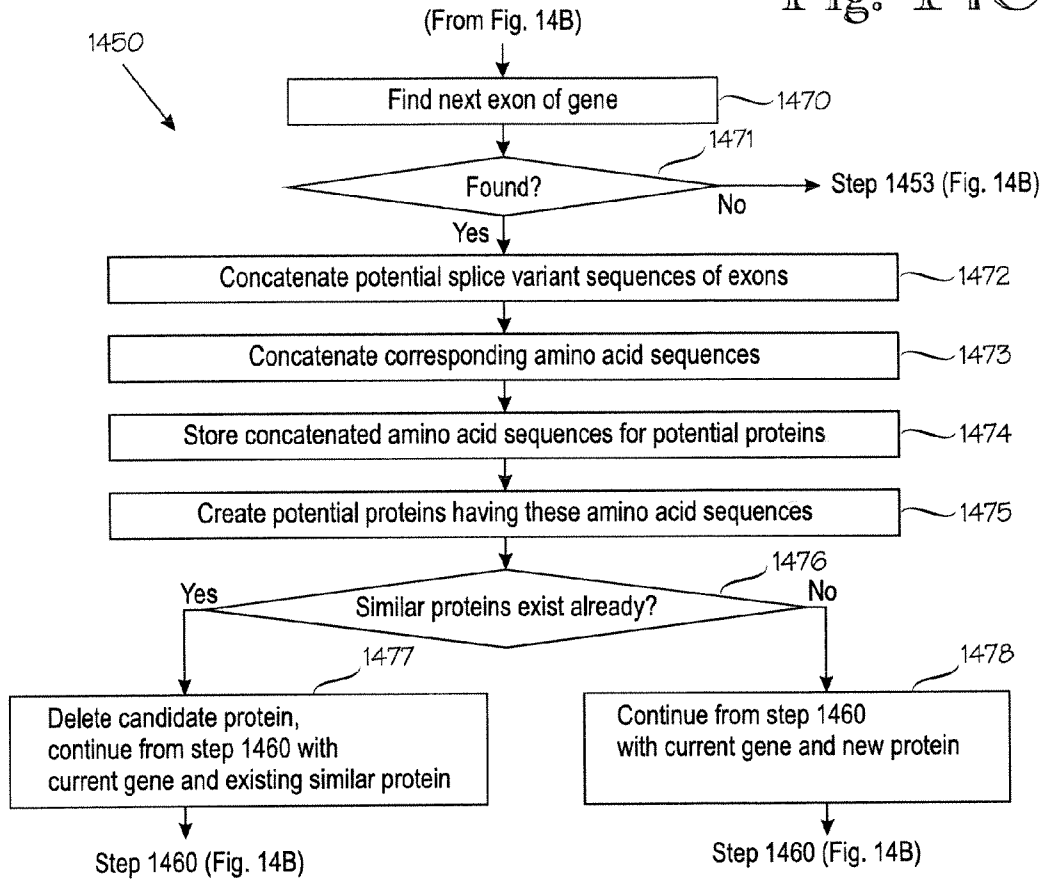 Fig. 14C
(From Fig. 14B)
1450
Find next exon of gene
1470
1471
Found?
Step 1453 (Fig. 14B)
No
Yes
Concatenate potential splice variant sequences of exons
1472
Concatenate corresponding amino acid sequences
1473
Store concatenated amino acid sequences for potential proteins
1474
Create potential proteins having these amino acid sequences
1475
1476
Yes
Similar proteins exist already?
No
1477
1478
Delete candidate protein,
continue from step 1460 with
current gene and existing similar protein
Continue from step 1460
with current gene and new protein
Step 1460 (Fig. 14B)
Step 1460 (Fig. 14B)